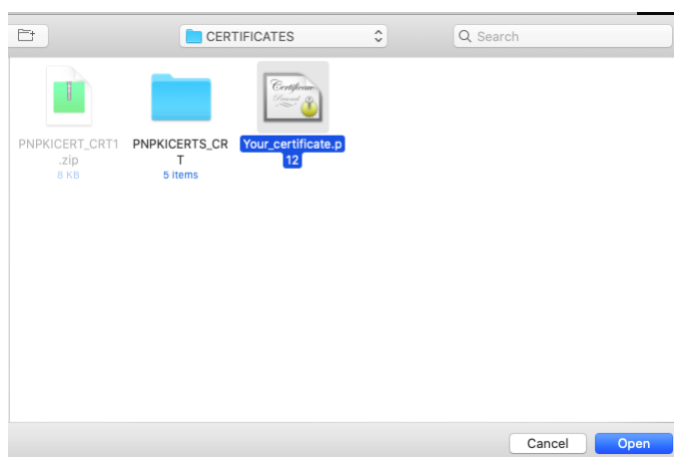 CERTIFICATES
Search
PNPKICERT_CRT1
.zip
8 KB
PNPKICERTS_CR
T
5 items
Your_certificate.p
12
Cancel
Open